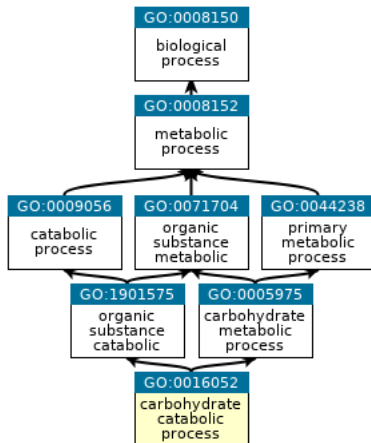 GO:0008150
biological
process
GO:0008152
metabolic
process
GO:0009056
catabolic
process
GO:0071704
organic
substance
metabolic
GO:0044238
primary
metabolic
process
GO:1901575
organic
substance
catabolic
GO:0005975
carbohydrate
metabolic
process
GO:0016052
carbohydrate
catabolic
process